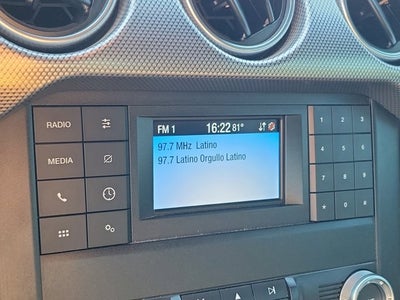 FM 1 16:22 81°
97.7 MHz Latino
97.7 Latino Orgullo Latino
RADIO
MEDIA
1 2 3
4 5 6
7 8 9
* 0 #